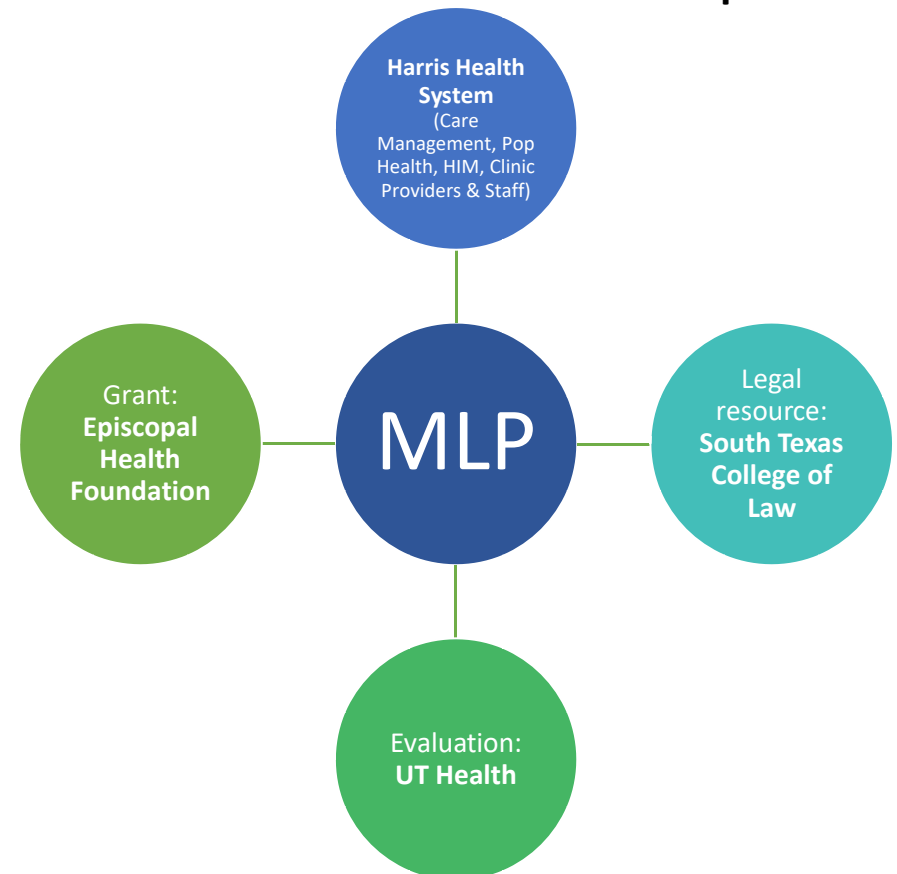 Harris Health
System
(Care
Management, Pop
Health, HIM, Clinic
Providers & Staff)
Grant:
Episcopal
Health
Foundation
MLP
Legal
resource:
South Texas
College of
Law
Evaluation:
UT Health